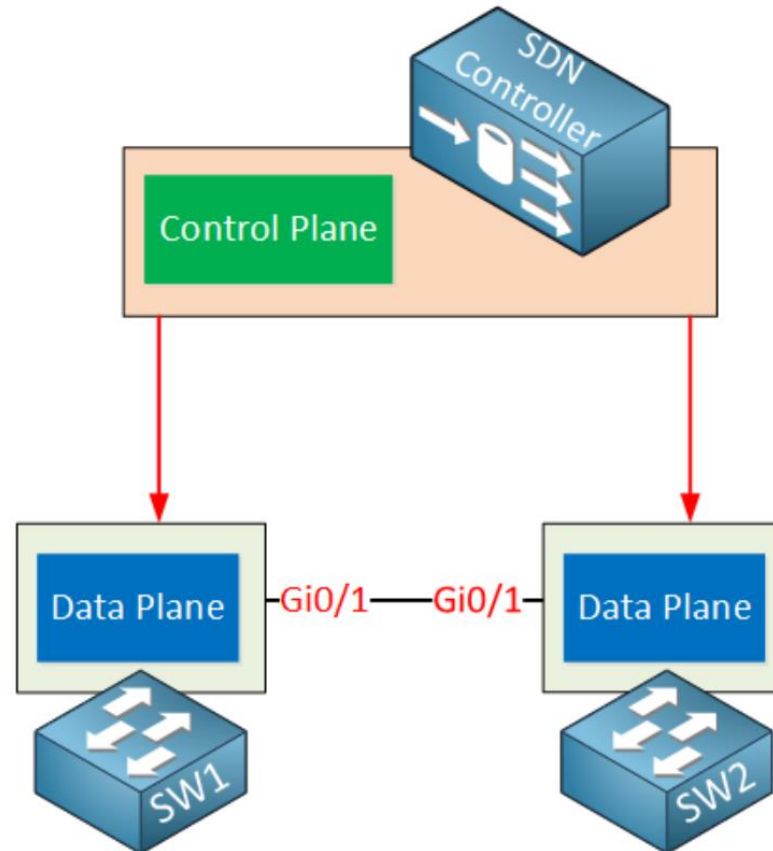 SDN
Controller
Control Plane
Data Plane
Gi0/1
Gi0/1
Data Plane
SW1
SW2